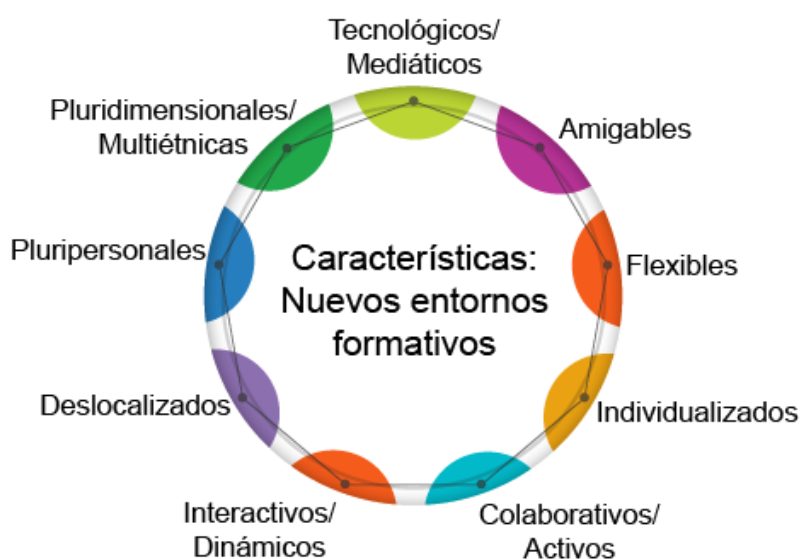 Tecnológicos/
Mediáticos
Amigables
Flexibles
Individualizados
Colaborativos/
Activos
Interactivos/
Dinámicos
Deslocalizados
Pluripersonales
Pluridimensionales/
Multiétnicas
Características:
Nuevos entornos
formativos